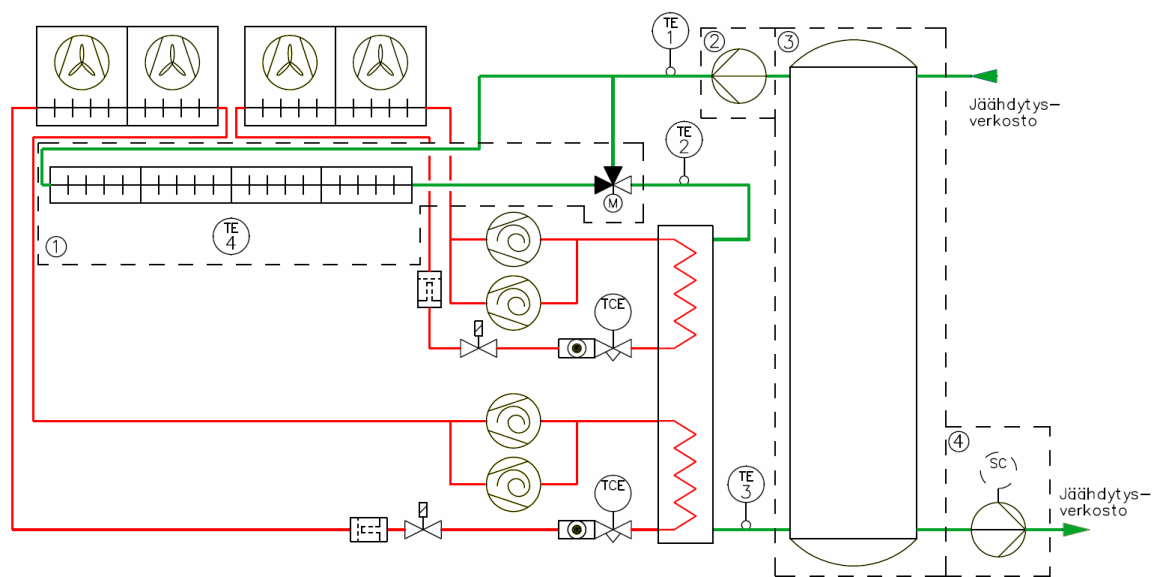 TE
1
2
3
Jäähdytys–
verkosto
TE
2
M
1
TE
4
TCE
4
SC
TCE
TE
3
Jäähdytys–
verkosto